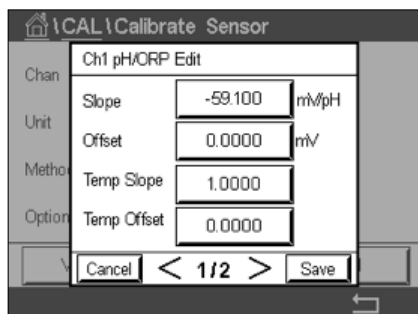 \CAL\Calibrate Sensor
Ch1 pH/ORP Edit
Chan
Unit
Option
Slope -59.100 mV/pH
Offset 0.0000 mV
Temp Slope 1.0000
Temp Offset 0.0000
Cancel < 1/2 > Save